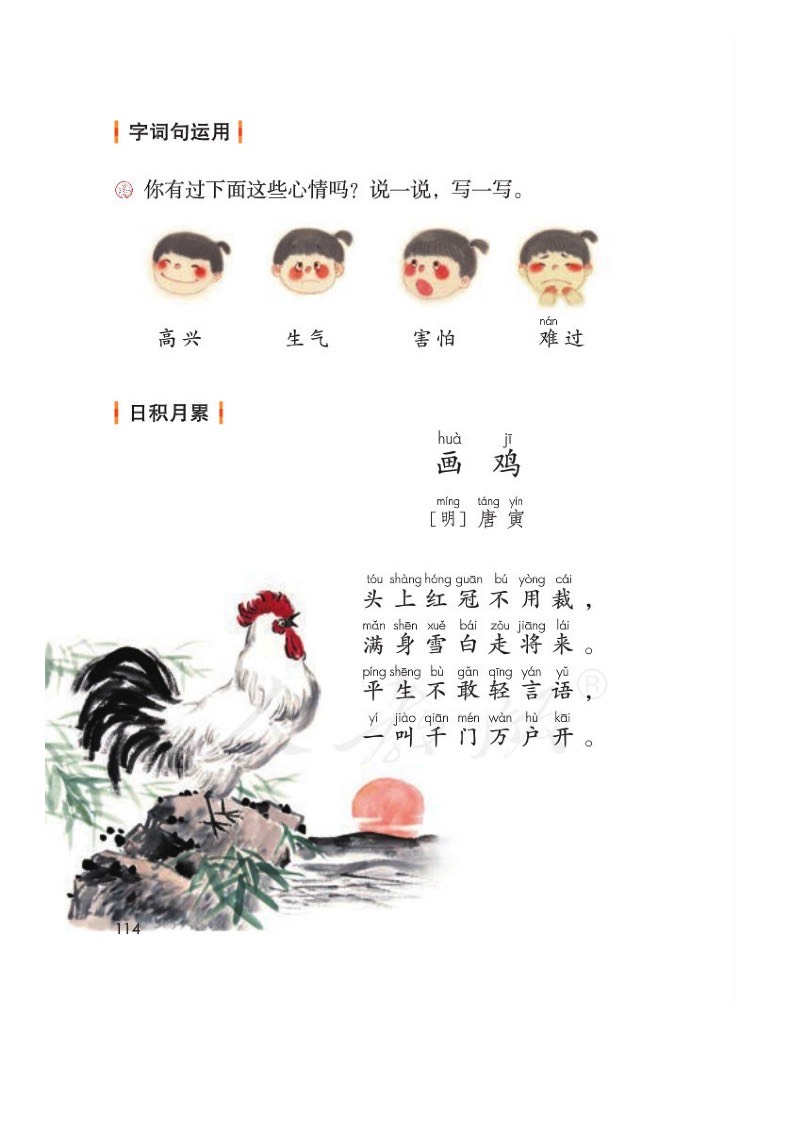 字词句运用
你有过下面这些心情吗？说一说，写一写。
nán
高兴 生气 害怕 难过
日积月累
huà jī
画 鸡
míng táng yín
［明］唐 寅
tóu shàng hóng guān bú yòng cái
头上红冠不用裁，
mǎn shēn xuě bái zǒu jiāng lái
满身雪白走将来。
píng shēng bù gǎn qīng yán yǔ
平生不敢轻言语，
yí jiào qiān mén wàn hù kāi
一叫千门万户开。
114